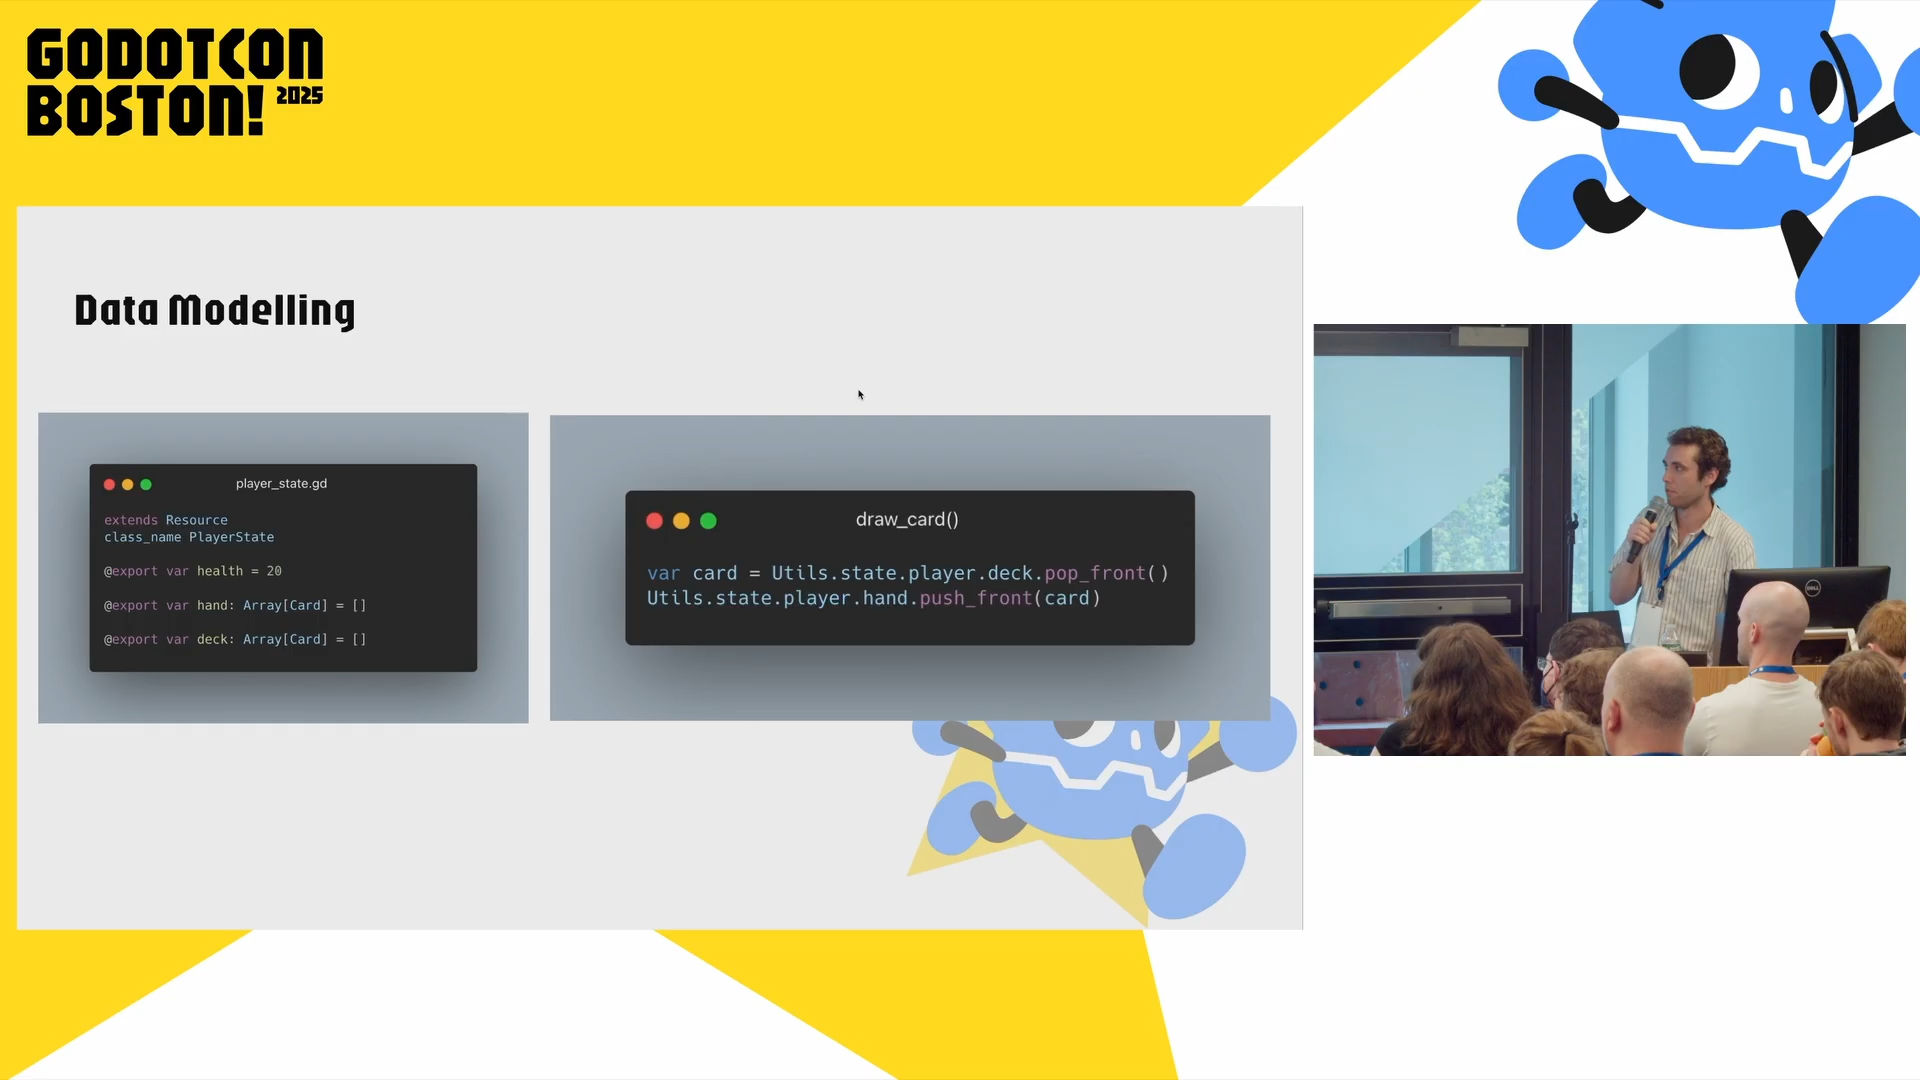 GODOTCON
BOSTON! 2025
Data Modelling
player_state.gd
extends Resource
class_name PlayerState
@export var health = 20
@export var hand: Array[Card] = []
@export var deck: Array[Card] = []
draw_card()
var card = Utils.state.player.deck.pop_front()
Utils.state.player.hand.push_front(card)
DELL